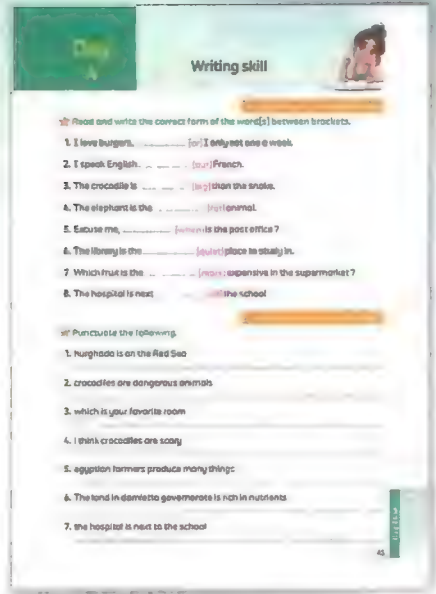 Day
Writing skill
Read and write the correct form of the word[s] between brackets.
1. I love burgers, ............ [or] I only eat one a week.
2. I speak English ............ [but] French.
3. The crocodile is ............ [big] than the snake.
4. The elephant is the ............ animal.
5. Excuse me, ............ [when] is the post office?
6. The library is the ............ [quiet] place to study in.
7 Which fruit is the ............ [more] expensive in the supermarket?
8. The hospital is next ............ the school
Punctuate the following.
1. hurghada is on the Red Sea
2. crocodiles are dangerous animals
3. which is your favorite room
4. I think crocodiles are scary
5. egyptian farmers produce many things
6. The land in damietta governorate is rich in nutrients
7. the hospital is next to the school